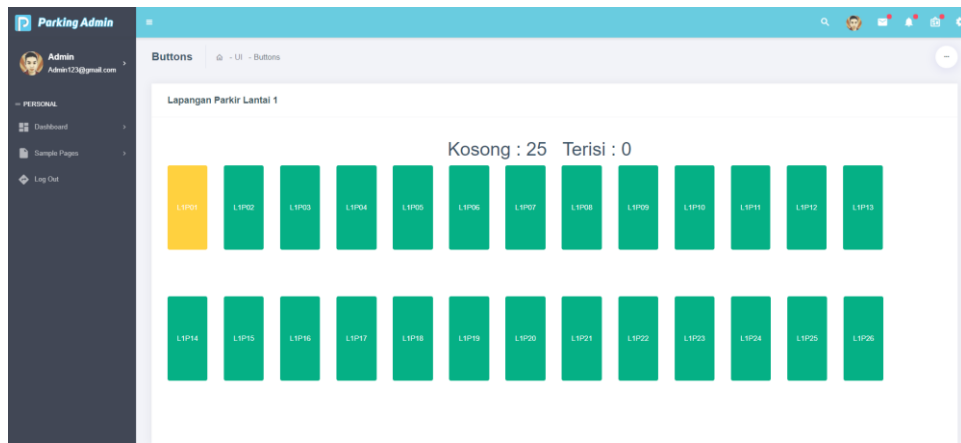 Parking Admin
Admin
Admin123@gmail.com
Buttons - UI - Buttons
PERSONAL
Dashboard
Sample Pages
Log Out
Lapangan Parkir Lantai 1
Kosong : 25 Terisi : 0
L1P01 L1P02 L1P03 L1P04 L1P05 L1P06 L1P07 L1P08 L1P09 L1P10 L1P11 L1P12 L1P13
L1P14 L1P15 L1P16 L1P17 L1P18 L1P19 L1P20 L1P21 L1P22 L1P23 L1P24 L1P25 L1P26